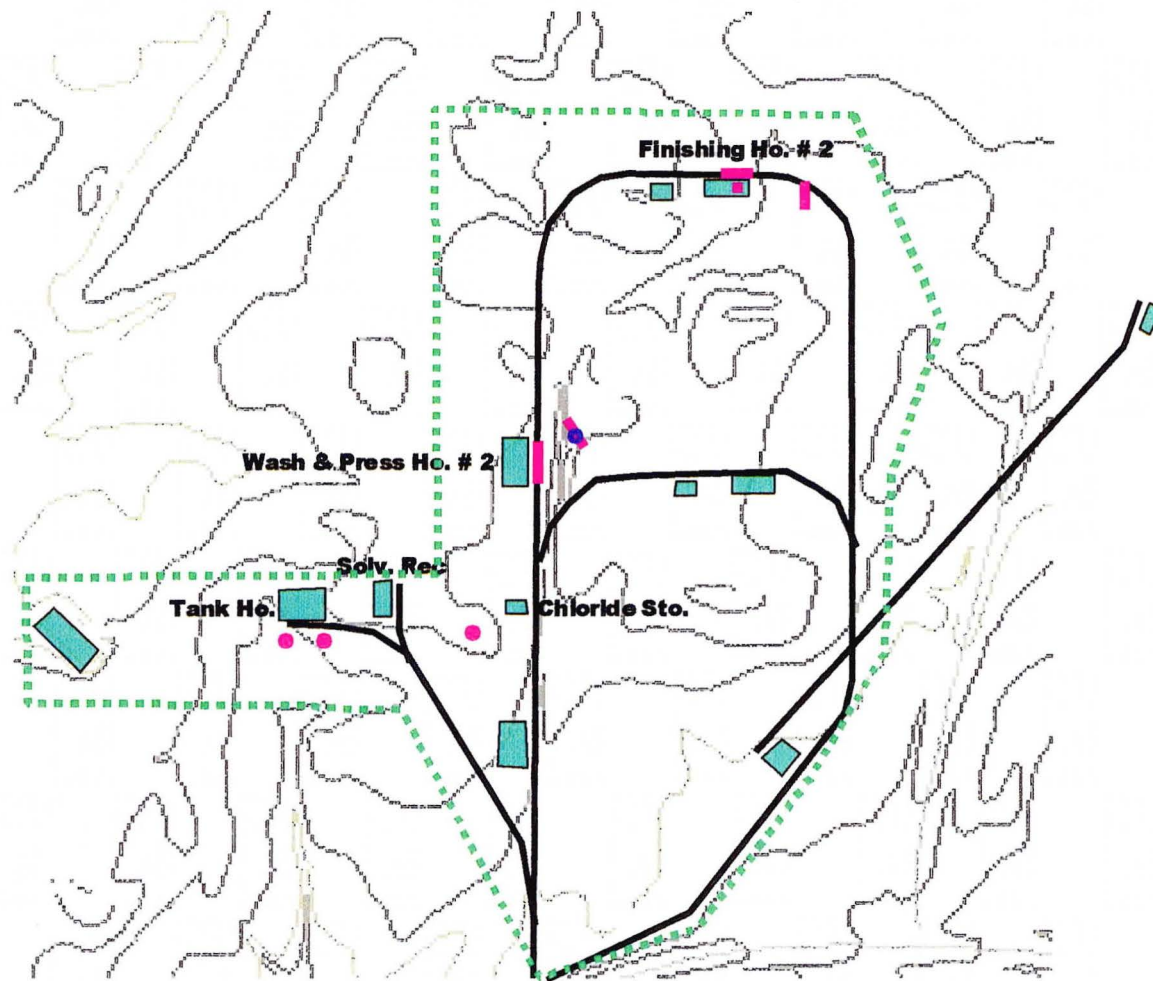 Finishing Ho. # 2
Wash & Press Ho. # 2
Solv. Rec
Tank Ho.
Chloride Sto.